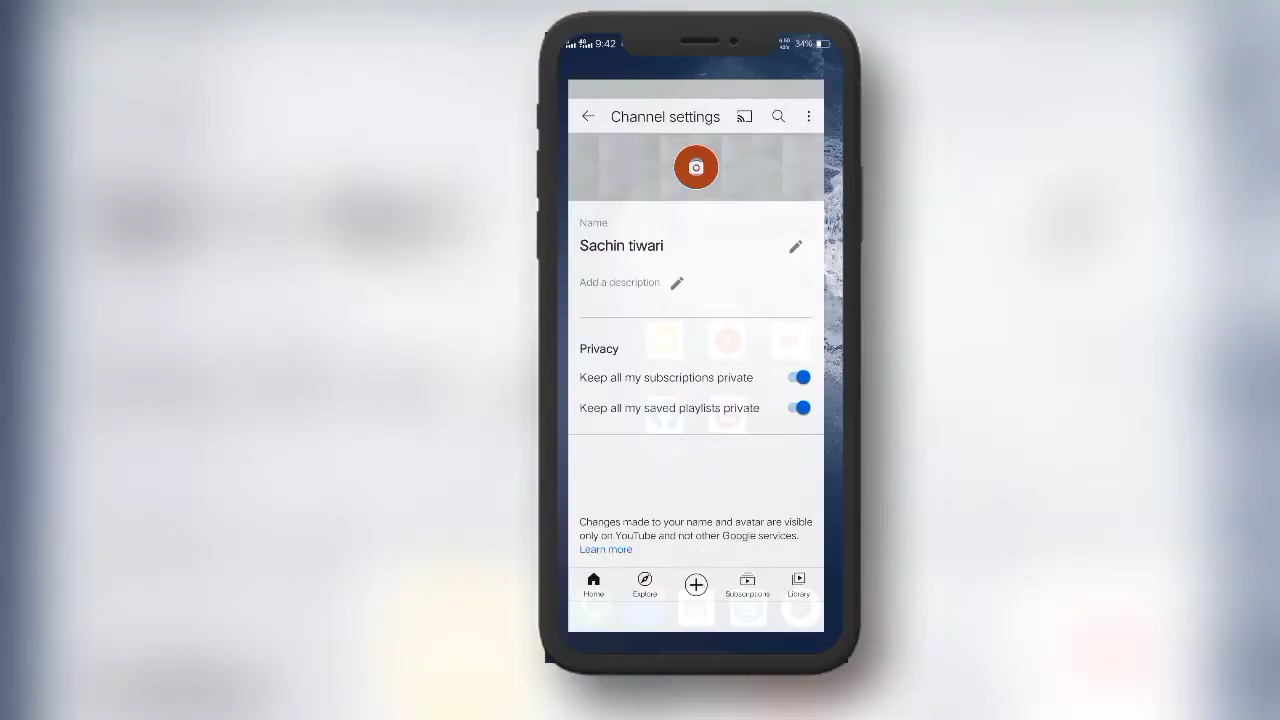 9:42
34%
Channel settings
Name
Sachin tiwari
Add a description
Privacy
Keep all my subscriptions private
Keep all my saved playlists private
Changes made to your name and avatar are visible
only on YouTube and not other Google services.
Learn more
Home Explore Subscriptions Library